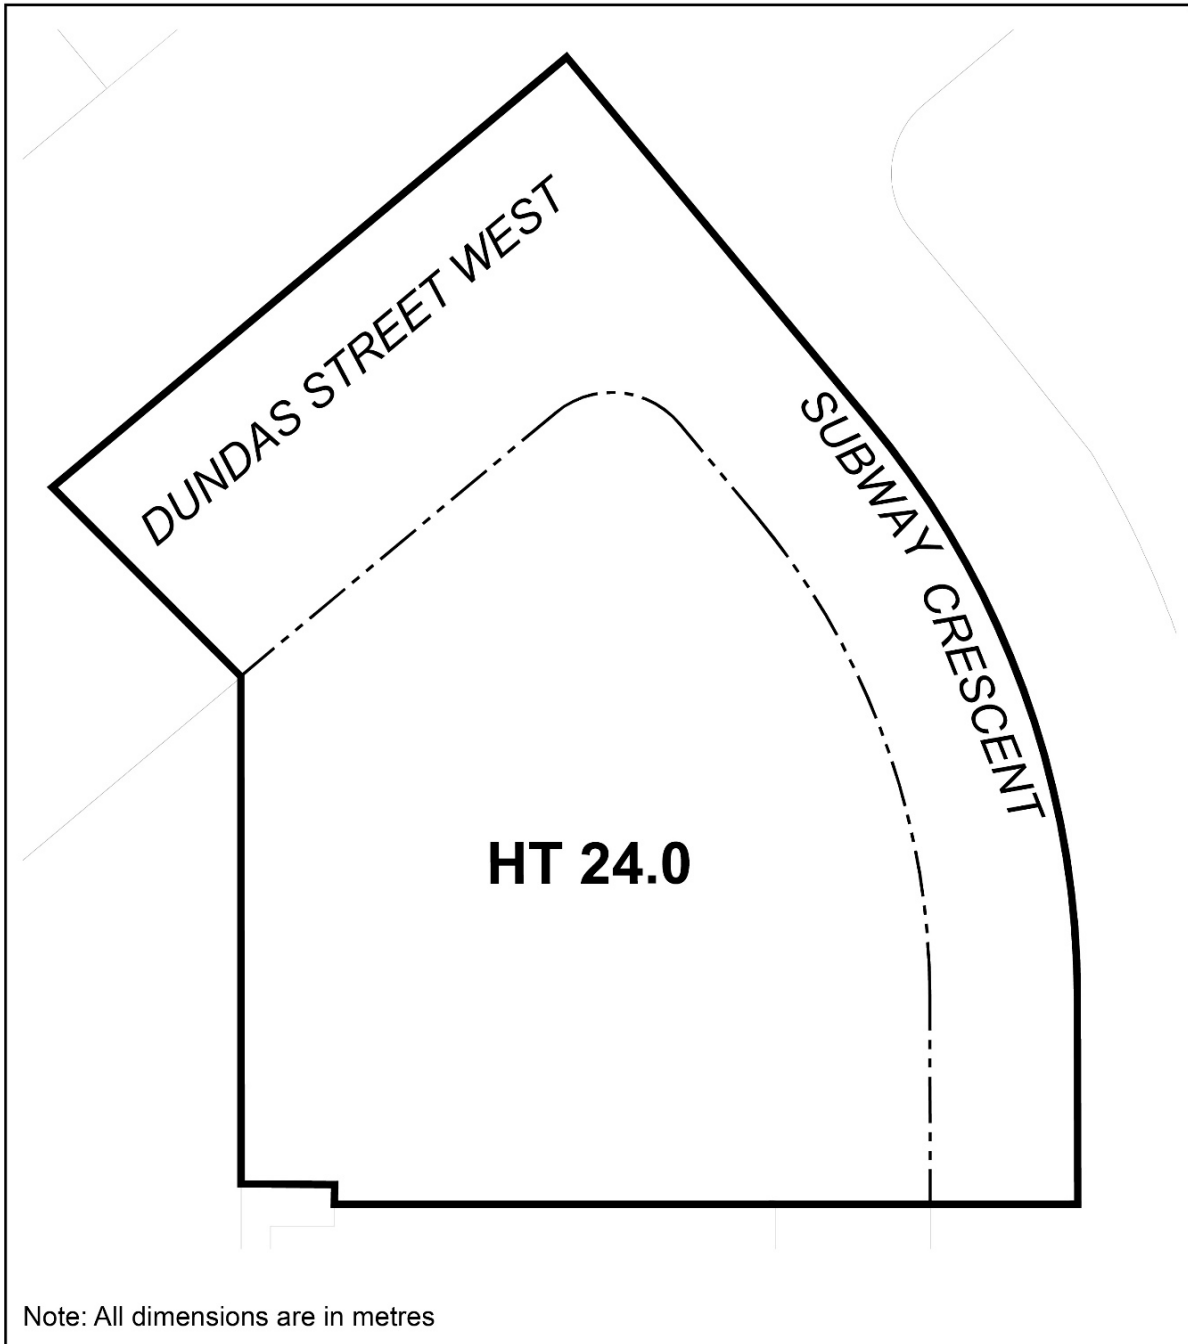 DUNDAS STREET WEST
SUBWAY CRESCENT
HT 24.0
Note: All dimensions are in metres